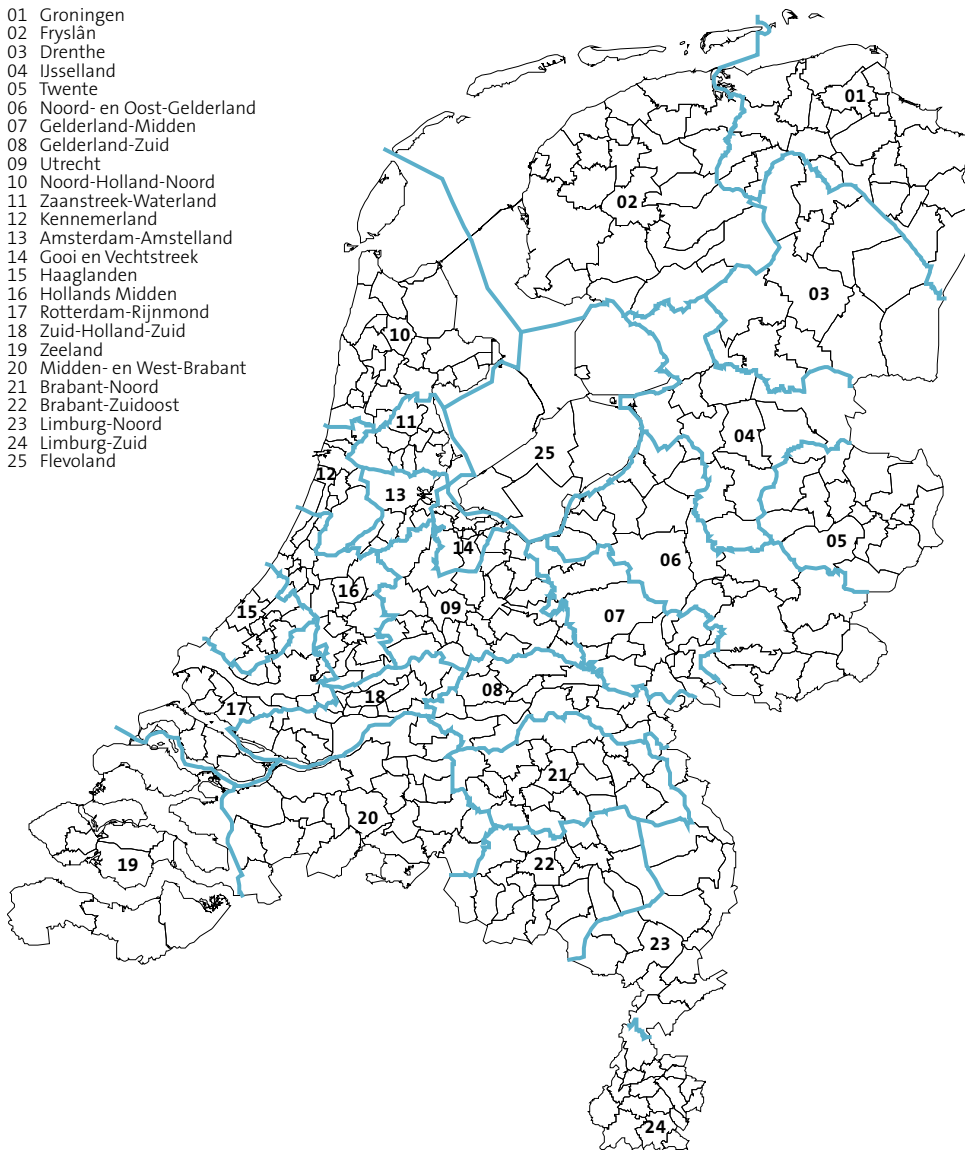 01 Groningen
02 Fryslân
03 Drenthe
04 IJsselland
05 Twente
06 Noord- en Oost-Gelderland
07 Gelderland-Midden
08 Gelderland-Zuid
09 Utrecht
10 Noord-Holland-Noord
11 Zaanstreek-Waterland
12 Kennemerland
13 Amsterdam-Amstelland
14 Gooi en Vechtstreek
15 Haaglanden
16 Hollands Midden
17 Rotterdam-Rijnmond
18 Zuid-Holland-Zuid
19 Zeeland
20 Midden- en West-Brabant
21 Brabant-Noord
22 Brabant-Zuidoost
23 Limburg-Noord
24 Limburg-Zuid
25 Flevoland
01
02
03
10
11
04
25
12
13
05
14
06
16
09
15
07
08
18
17
21
20
22
19
23
24